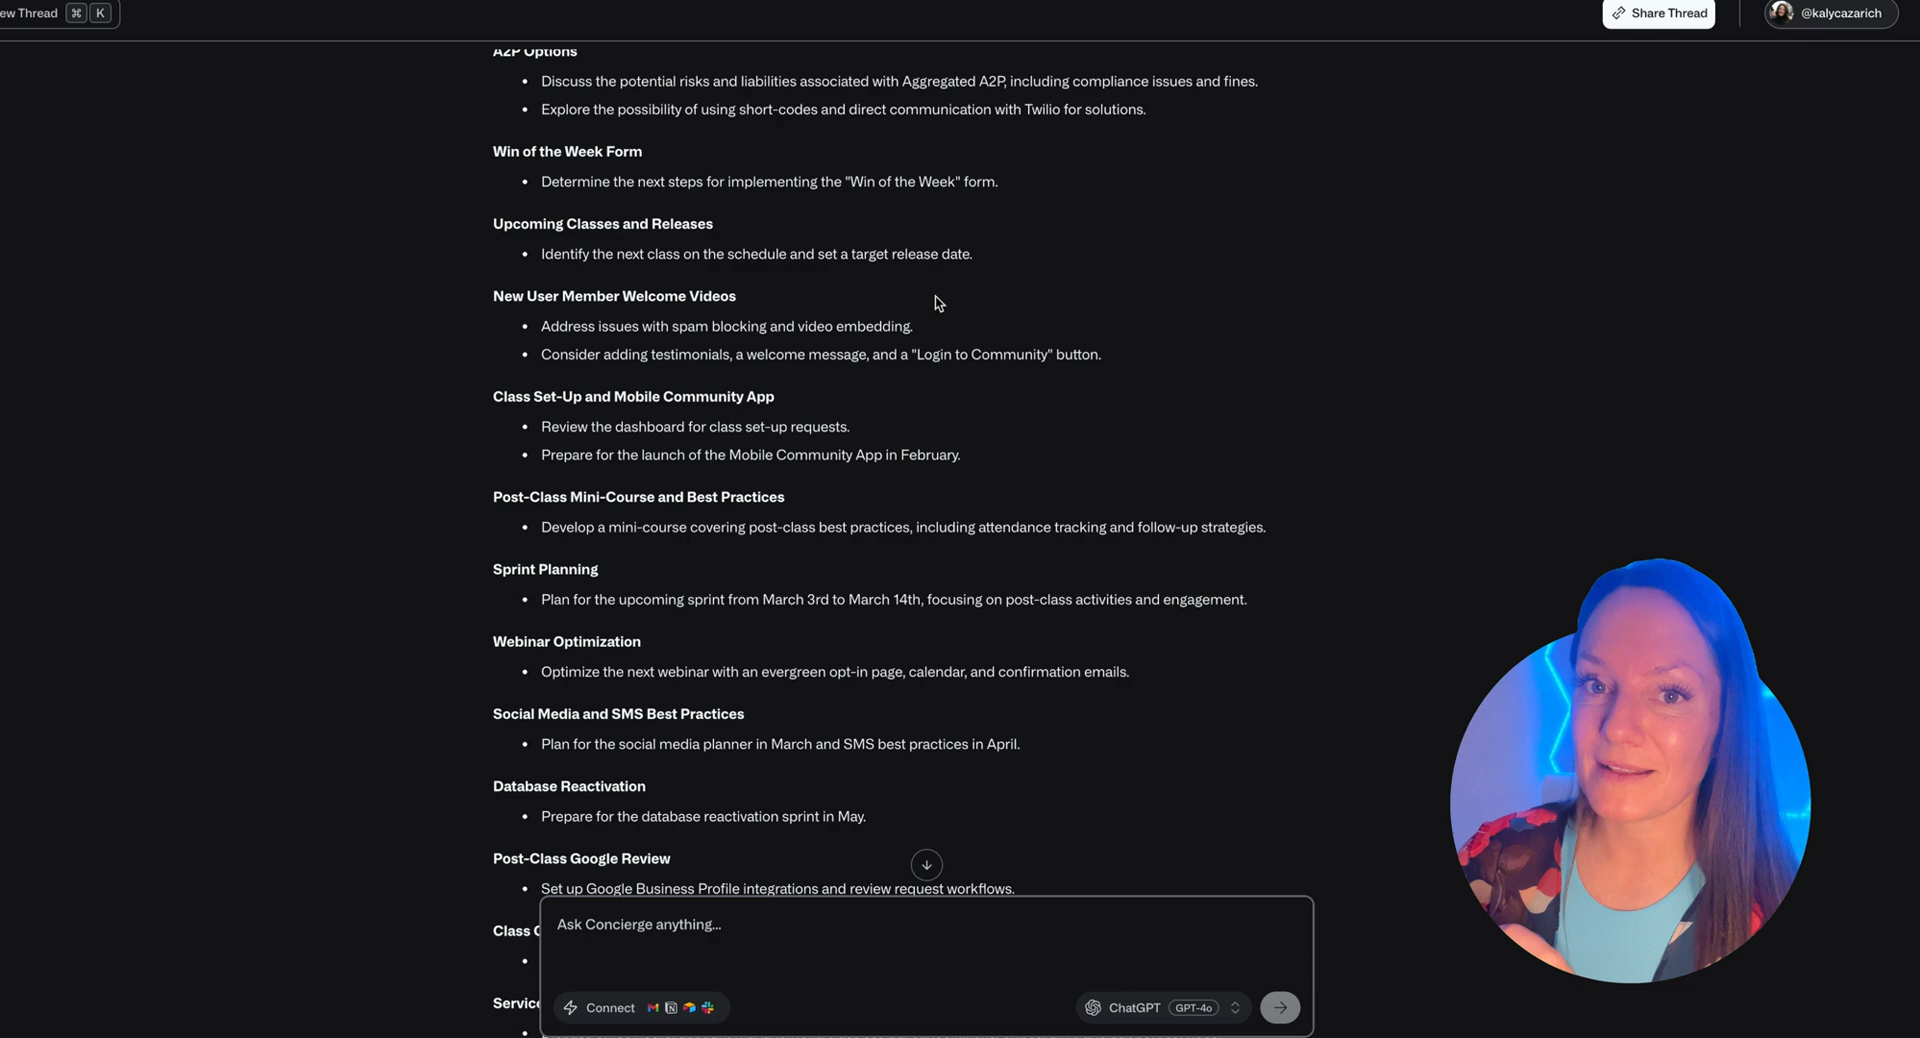 ew Thread ⌘ K
Share Thread
@kalycazarich
A2P Options
• Discuss the potential risks and liabilities associated with Aggregated A2P, including compliance issues and fines.
• Explore the possibility of using short-codes and direct communication with Twilio for solutions.
Win of the Week Form
• Determine the next steps for implementing the "Win of the Week" form.
Upcoming Classes and Releases
• Identify the next class on the schedule and set a target release date.
New User Member Welcome Videos
• Address issues with spam blocking and video embedding.
• Consider adding testimonials, a welcome message, and a "Login to Community" button.
Class Set-Up and Mobile Community App
• Review the dashboard for class set-up requests.
• Prepare for the launch of the Mobile Community App in February.
Post-Class Mini-Course and Best Practices
• Develop a mini-course covering post-class best practices, including attendance tracking and follow-up strategies.
Sprint Planning
• Plan for the upcoming sprint from March 3rd to March 14th, focusing on post-class activities and engagement.
Webinar Optimization
• Optimize the next webinar with an evergreen opt-in page, calendar, and confirmation emails.
Social Media and SMS Best Practices
• Plan for the social media planner in March and SMS best practices in April.
Database Reactivation
• Prepare for the database reactivation sprint in May.
Post-Class Google Review
• Set up Google Business Profile integrations and review request workflows.
Class
Service
Ask Concierge anything...
Connect
ChatGPT GPT-4o